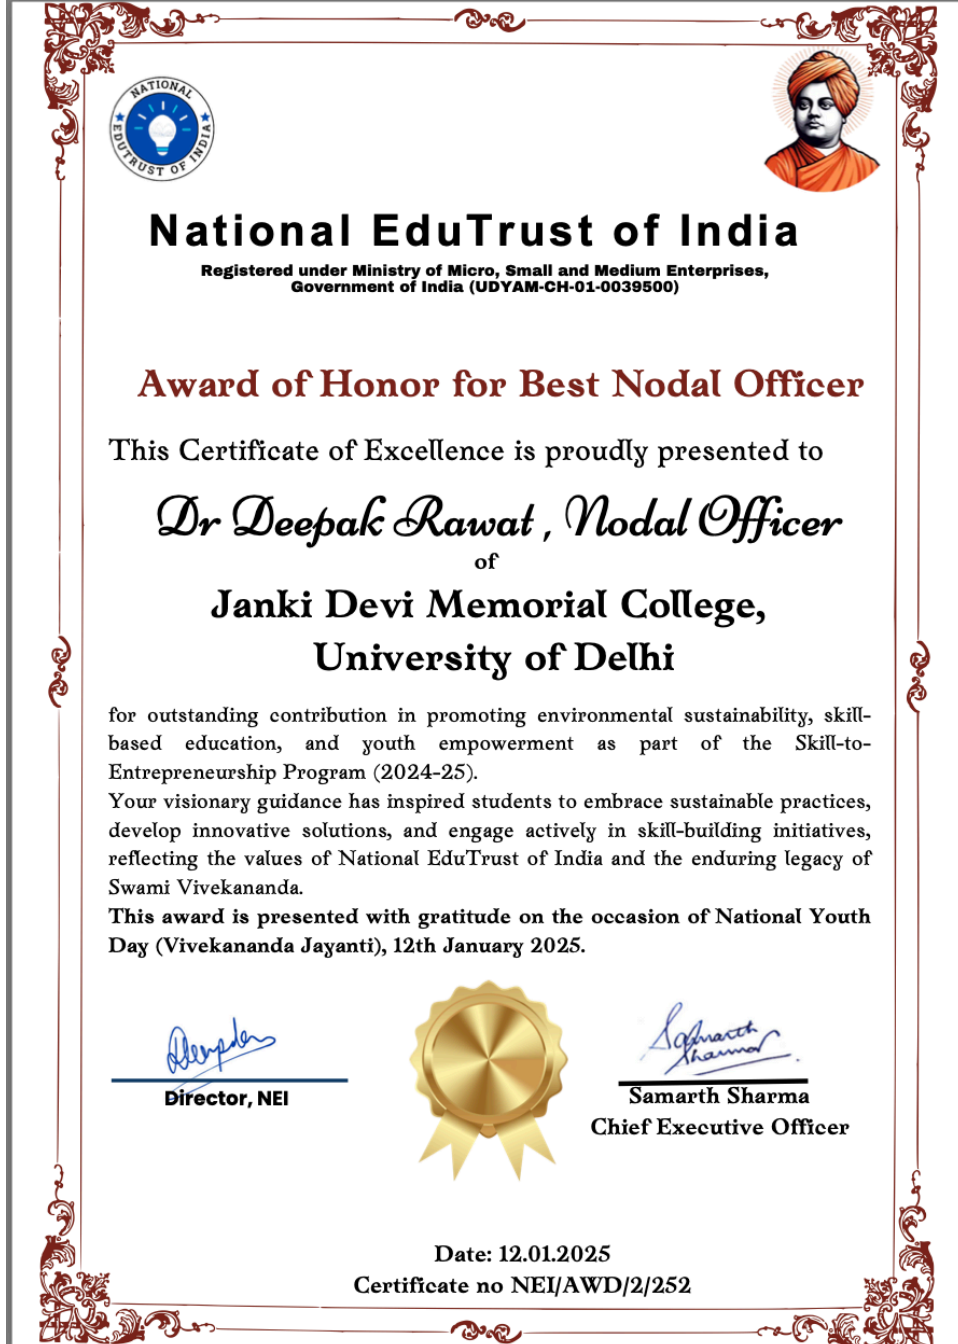 NATIONAL
EDUTRUST OF INDIA
National EduTrust of India
Registered under Ministry of Micro, Small and Medium Enterprises,
Government of India (UDYAM-CH-01-0039500)
Award of Honor for Best Nodal Officer
This Certificate of Excellence is proudly presented to
Dr Deepak Rawat , Nodal Officer
of
Janki Devi Memorial College,
University of Delhi
for outstanding contribution in promoting environmental sustainability, skill-
based education, and youth empowerment as part of the Skill-to-
Entrepreneurship Program (2024-25).
Your visionary guidance has inspired students to embrace sustainable practices,
develop innovative solutions, and engage actively in skill-building initiatives,
reflecting the values of National EduTrust of India and the enduring legacy of
Swami Vivekananda.
This award is presented with gratitude on the occasion of National Youth
Day (Vivekananda Jayanti), 12th January 2025.
Samarth
Sharma
Director, NEI
Samarth Sharma
Chief Executive Officer
Date: 12.01.2025
Certificate no NEI/AWD/2/252